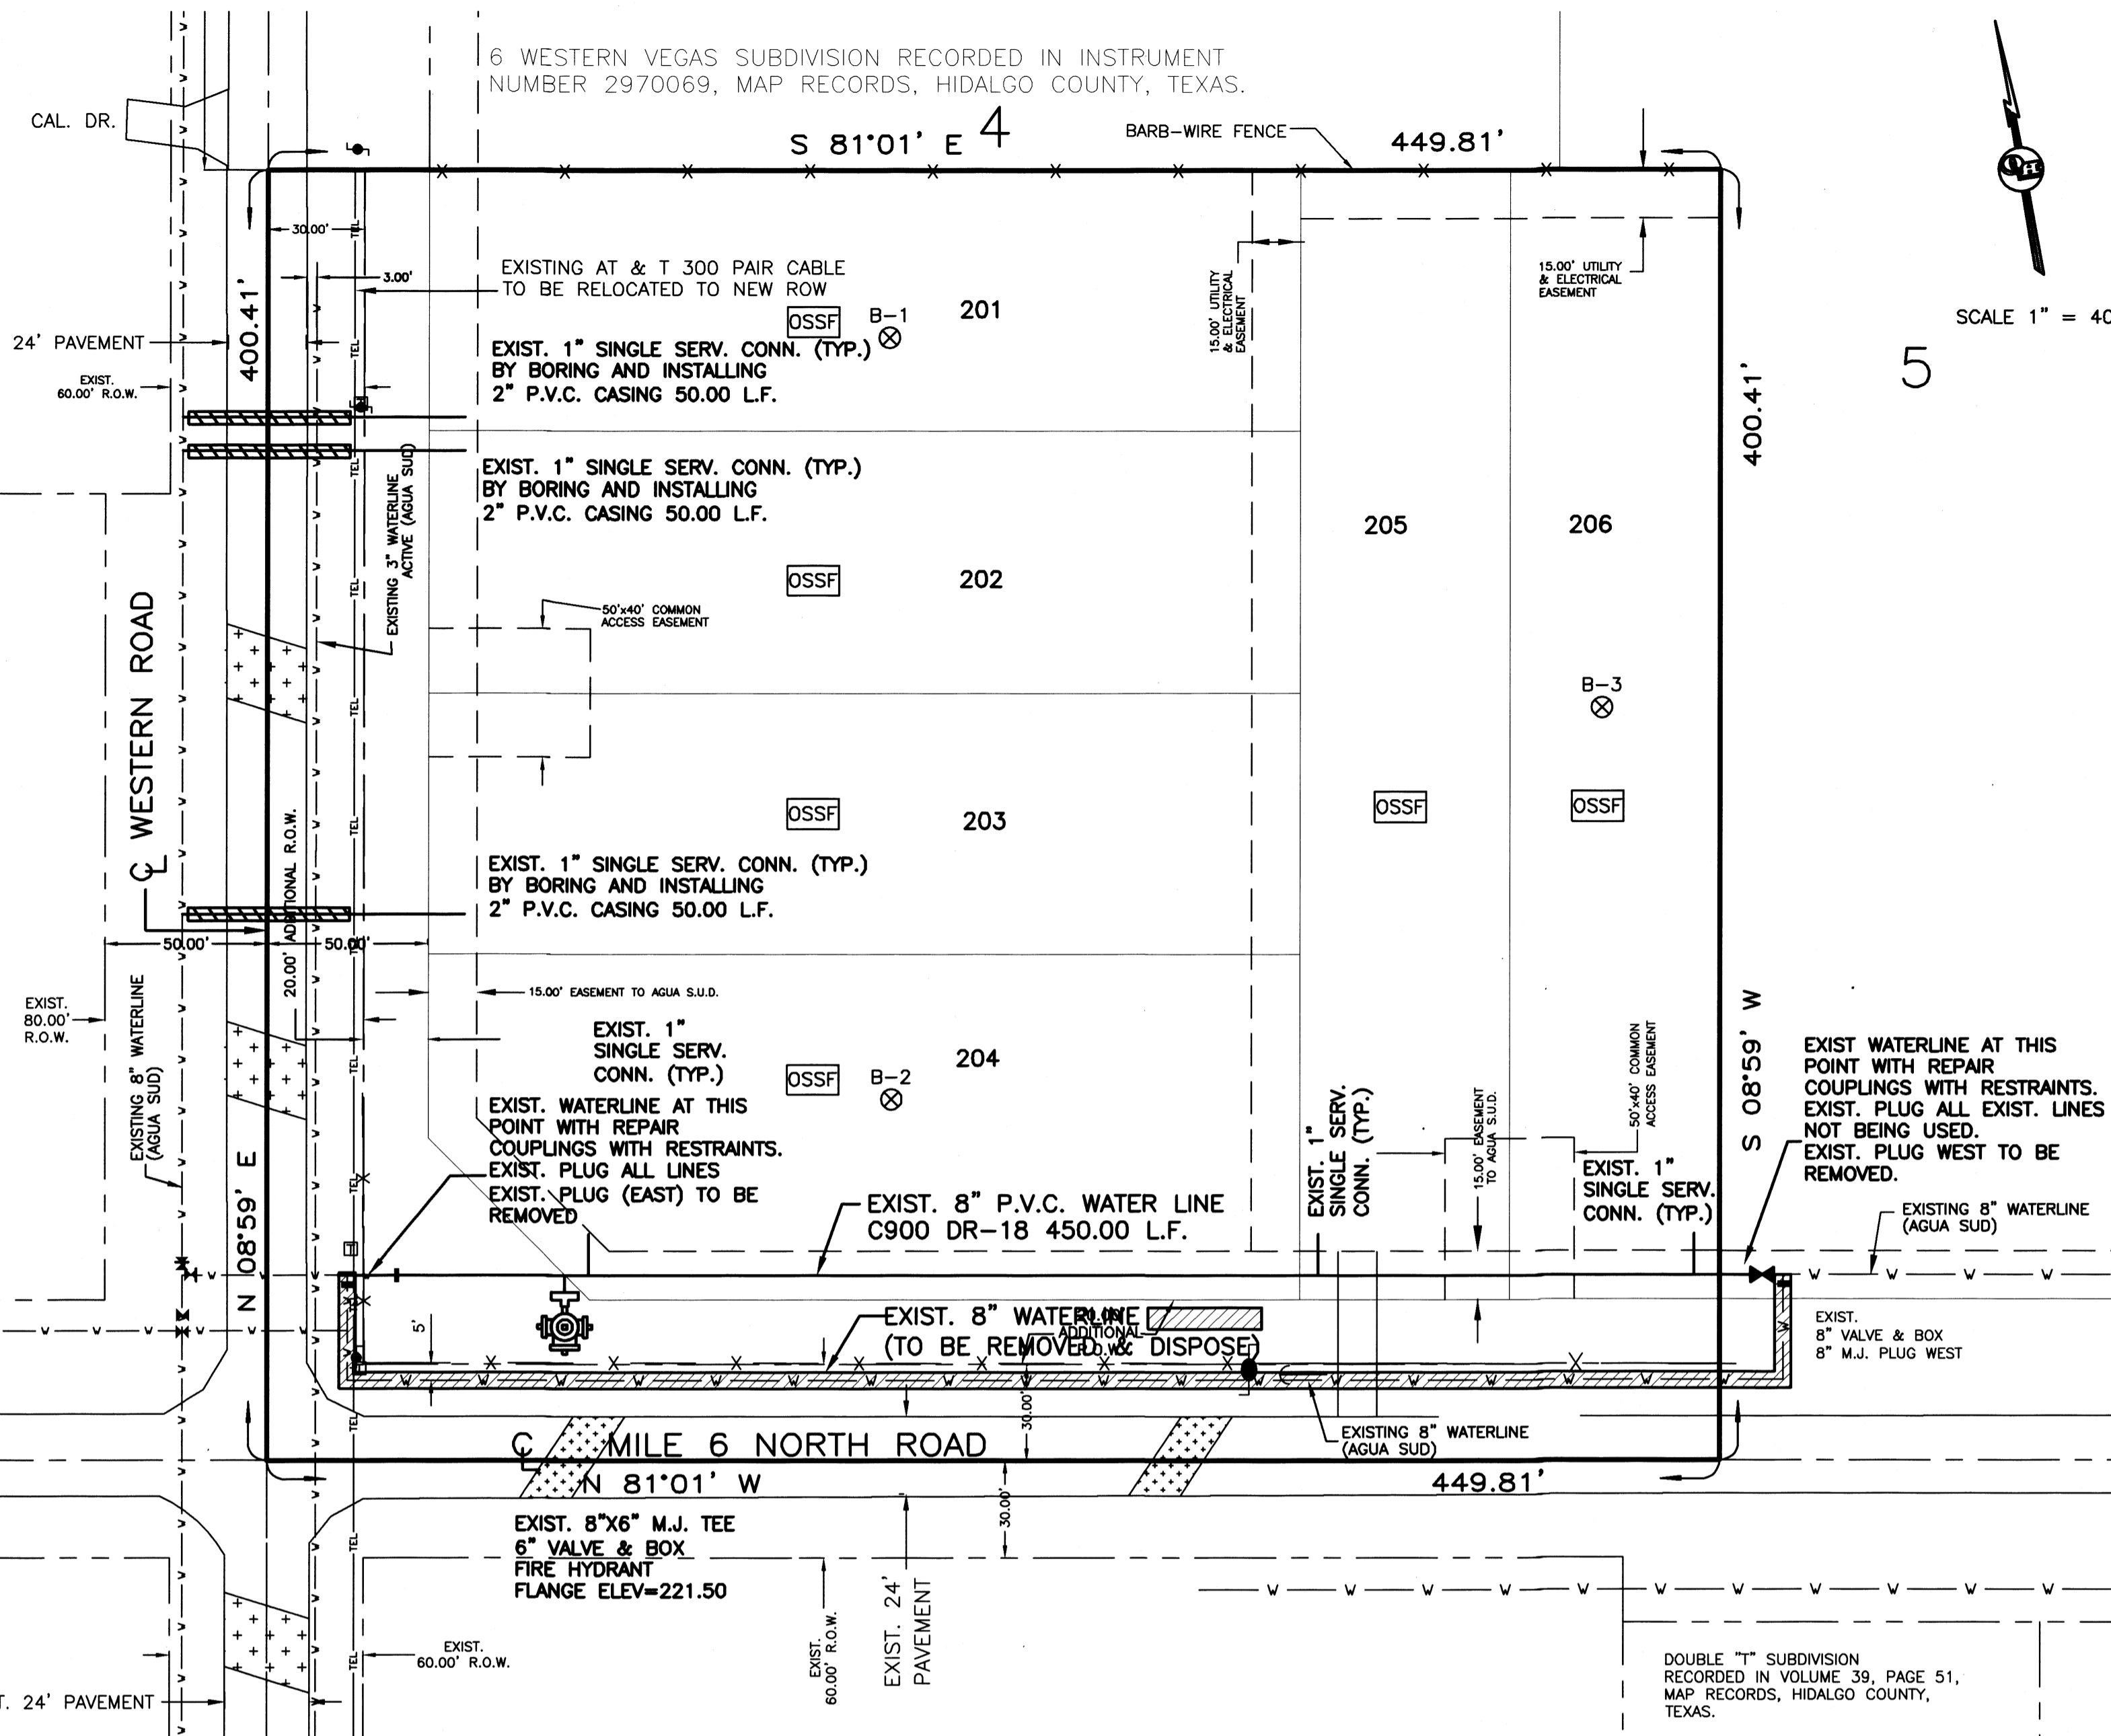 6 WESTERN VEGAS SUBDIVISION RECORDED IN INSTRUMENT
NUMBER 2970069, MAP RECORDS, HIDALGO COUNTY, TEXAS.
CAL. DR.
S 81°01' E
4
BARB-WIRE FENCE
449.81'
30.00'
3.00'
EXISTING AT & T 300 PAIR CABLE
TO BE RELOCATED TO NEW ROW
OSSF
B-1
201
15.00' UTILITY
& ELECTRICAL
EASEMENT
15.00' UTILITY
& ELECTRICAL
EASEMENT
SCALE 1" = 40
5
24' PAVEMENT
400.41'
EXIST.
60.00' R.O.W.
EXIST. 1" SINGLE SERV. CONN. (TYP.)
BY BORING AND INSTALLING
2" P.V.C. CASING 50.00 L.F.
400.41'
EXIST. 1" SINGLE SERV. CONN. (TYP.)
BY BORING AND INSTALLING
2" P.V.C. CASING 50.00 L.F.
EXISTING 3" WATERLINE
ACTIVE (AGUA SUD)
205
206
OSSF
202
50'x40' COMMON
ACCESS EASEMENT
WESTERN ROAD
B-3
OSSF
203
OSSF
OSSF
20.00' ADDITIONAL R.O.W.
EXIST. 1" SINGLE SERV. CONN. (TYP.)
BY BORING AND INSTALLING
2" P.V.C. CASING 50.00 L.F.
50.00'
50.00'
15.00' EASEMENT TO AGUA S.U.D.
EXIST.
80.00'
R.O.W.
EXISTING 8" WATERLINE
(AGUA SUD)
EXIST. 1"
SINGLE SERV.
CONN. (TYP.)
OSSF
B-2
204
EXIST. WATERLINE AT THIS
POINT WITH REPAIR
COUPLINGS WITH RESTRAINTS.
EXIST. PLUG ALL LINES
EXIST. PLUG (EAST) TO BE
REMOVED
EXIST. 8" P.V.C. WATER LINE
C900 DR-18 450.00 L.F.
EXIST. 1"
SINGLE SERV.
CONN. (TYP.)
15.00' EASEMENT
TO AGUA S.U.D.
50'x40' COMMON
ACCESS EASEMENT
EXIST. 1"
SINGLE SERV.
CONN. (TYP.)
S 08°59' W
EXIST WATERLINE AT THIS
POINT WITH REPAIR
COUPLINGS WITH RESTRAINTS.
EXIST. PLUG ALL EXIST. LINES
NOT BEING USED.
EXIST. PLUG WEST TO BE
REMOVED.
EXISTING 8" WATERLINE
(AGUA SUD)
N 08°59' E
5'
EXIST. 8" WATERLINE
(TO BE REMOVED & DISPOSE)
ADDITIONAL
EXIST.
8" VALVE & BOX
8" M.J. PLUG WEST
30.00'
EXISTING 8" WATERLINE
(AGUA SUD)
MILE 6 NORTH ROAD
N 81°01' W
449.81'
30.00'
EXIST. 8"X6" M.J. TEE
6" VALVE & BOX
FIRE HYDRANT
FLANGE ELEV=221.50
EXIST.
60.00' R.O.W.
EXIST. 24'
PAVEMENT
EXIST.
60.00' R.O.W.
T. 24' PAVEMENT
DOUBLE "T" SUBDIVISION
RECORDED IN VOLUME 39, PAGE 51,
MAP RECORDS, HIDALGO COUNTY,
TEXAS.